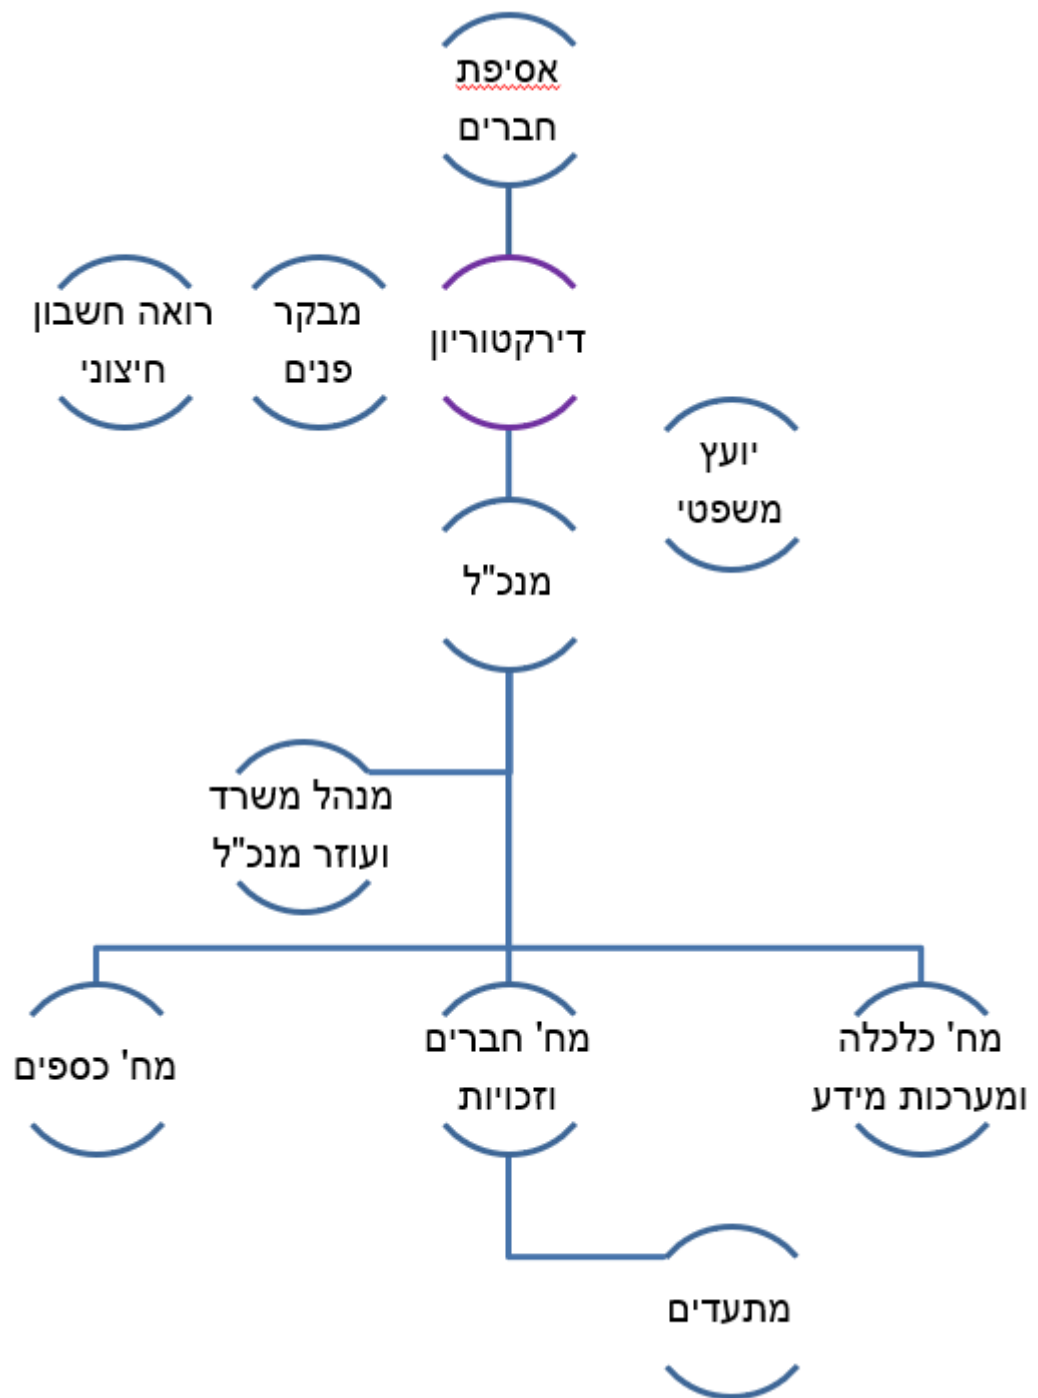 אסיפת
חברים
דירקטוריון
מבקר
פנים
רואה חשבון
חיצוני
יועץ
משפטי
מנכ"ל
מנהל משרד
ועוזר מנכ"ל
מח' כלכלה
ומערכות מידע
מח' חברים
וזכויות
מח' כספים
מתעדים